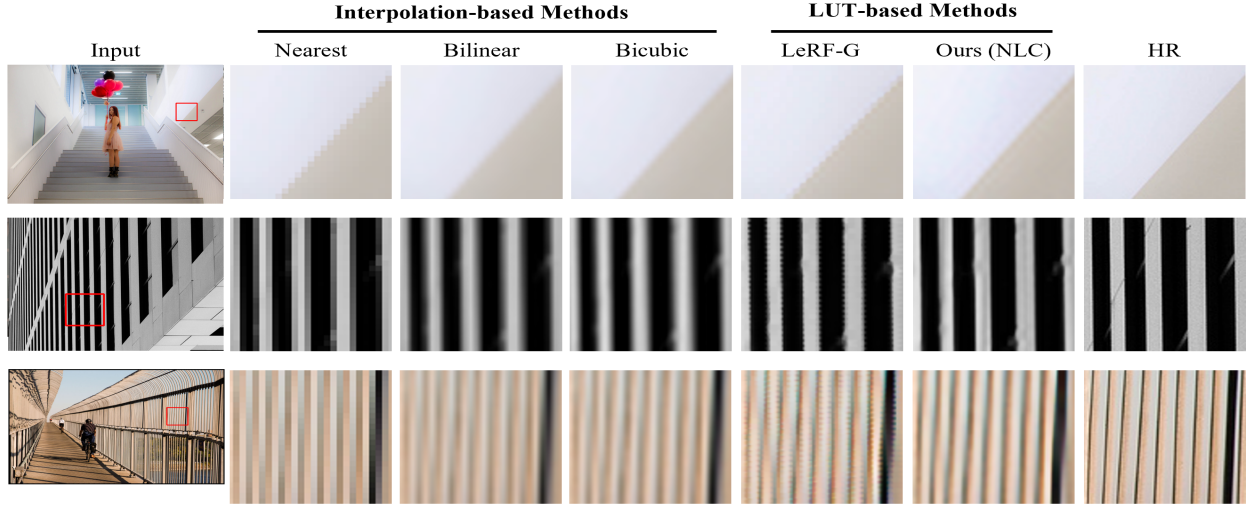 Interpolation-based Methods LUT-based Methods
Input Nearest Bilinear Bicubic LeRF-G Ours (NLC) HR